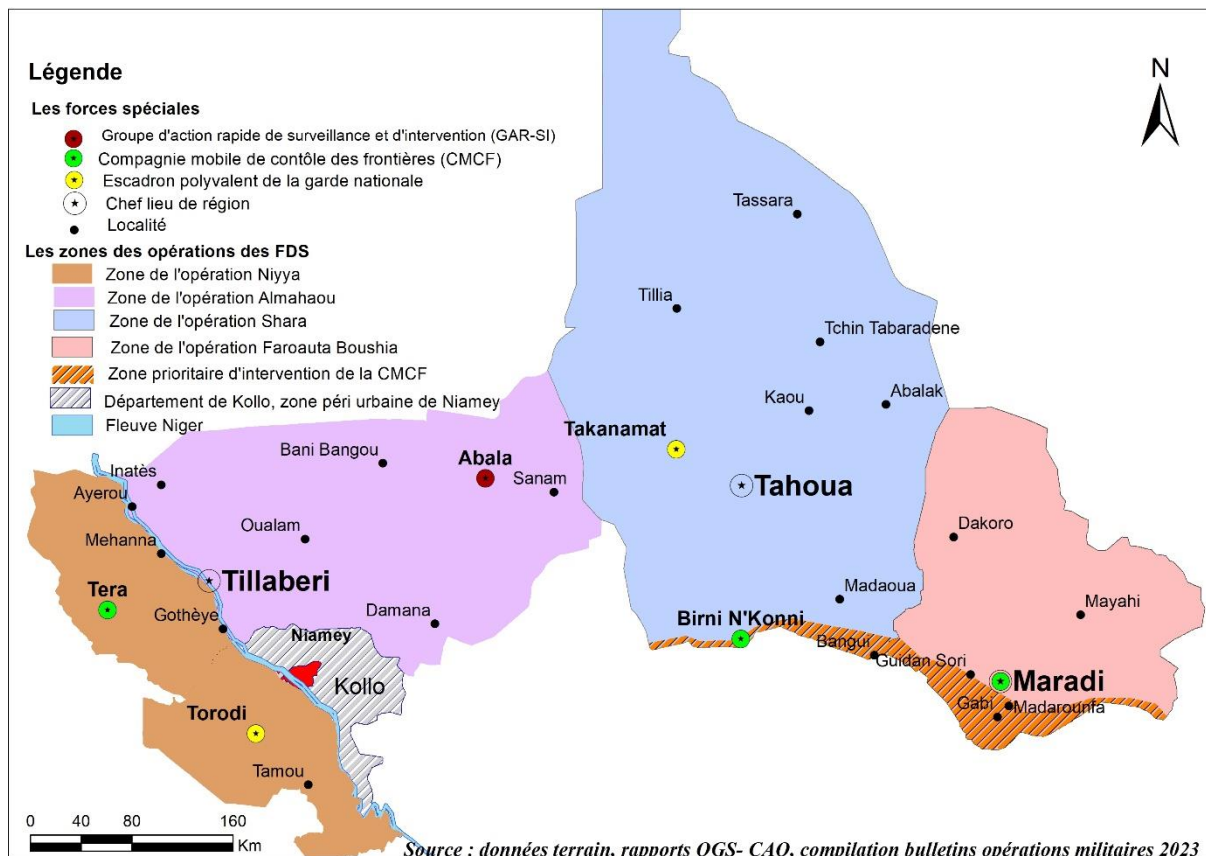 Légende
Les forces spéciales
Groupe d'action rapide de surveillance et d'intervention (GAR-SI)
Compagnie mobile de contôle des frontières (CMCF)
Escadron polyvalent de la garde nationale
Chef lieu de région
Localité
Les zones des opérations des FDS
Zone de l'opération Niyya
Zone de l'opération Almahaou
Zone de l'opération Shara
Zone de l'opération Faroauta Boushia
Zone prioritaire d'intervention de la CMCF
Département de Kollo, zone péri urbaine de Niamey
Fleuve Niger
N
Tassara
Tillia
Tchin Tabaradene
Kaou
Abalak
Takanamat
Tahoua
Bani Bangou
Abala
Sanam
Inatès
Ayerou
Oualam
Mehanna
Dakoro
Tera
Tillaberi
Madaoua
Mayahi
Gothèye
Damana
Birni N'Konni
Niamey
Bangui
Guidan Sori
Kollo
Maradi
Gabi
Madarounfa
Torodi
Tamou
0 40 80 160
Km
Source : données terrain, rapports OGS- CAO, compilation bulletins opérations militaires 2023